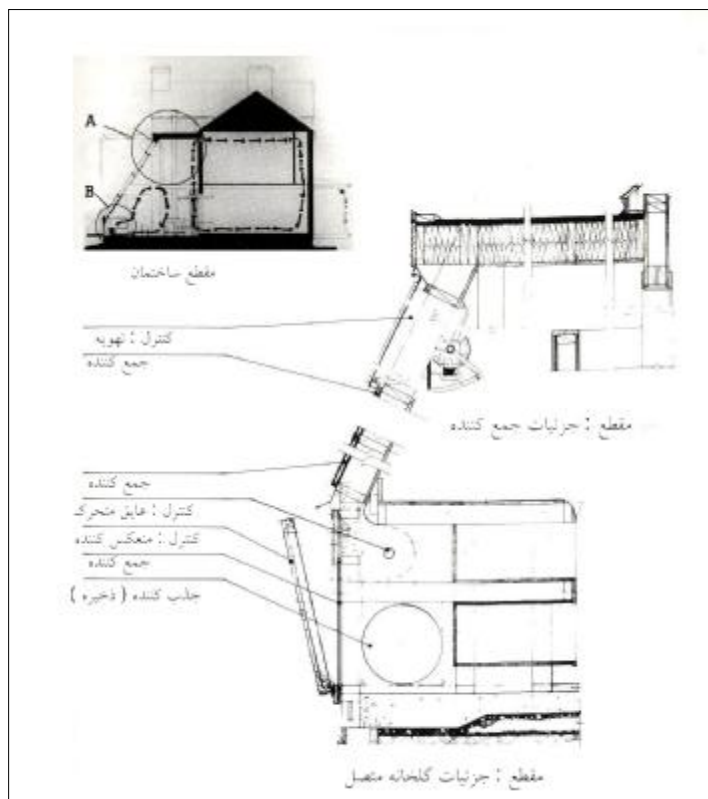 A
B
مقطع ساختمان
کنترل : تهویه
جمع کننده
مقطع : جزئیات جمع کننده
جمع کننده
کنترل : عایق متحرک
کنترل : منعکس کننده
جمع کننده
جذب کننده ( ذخیره )
مقطع : جزئیات گلخانه متصل